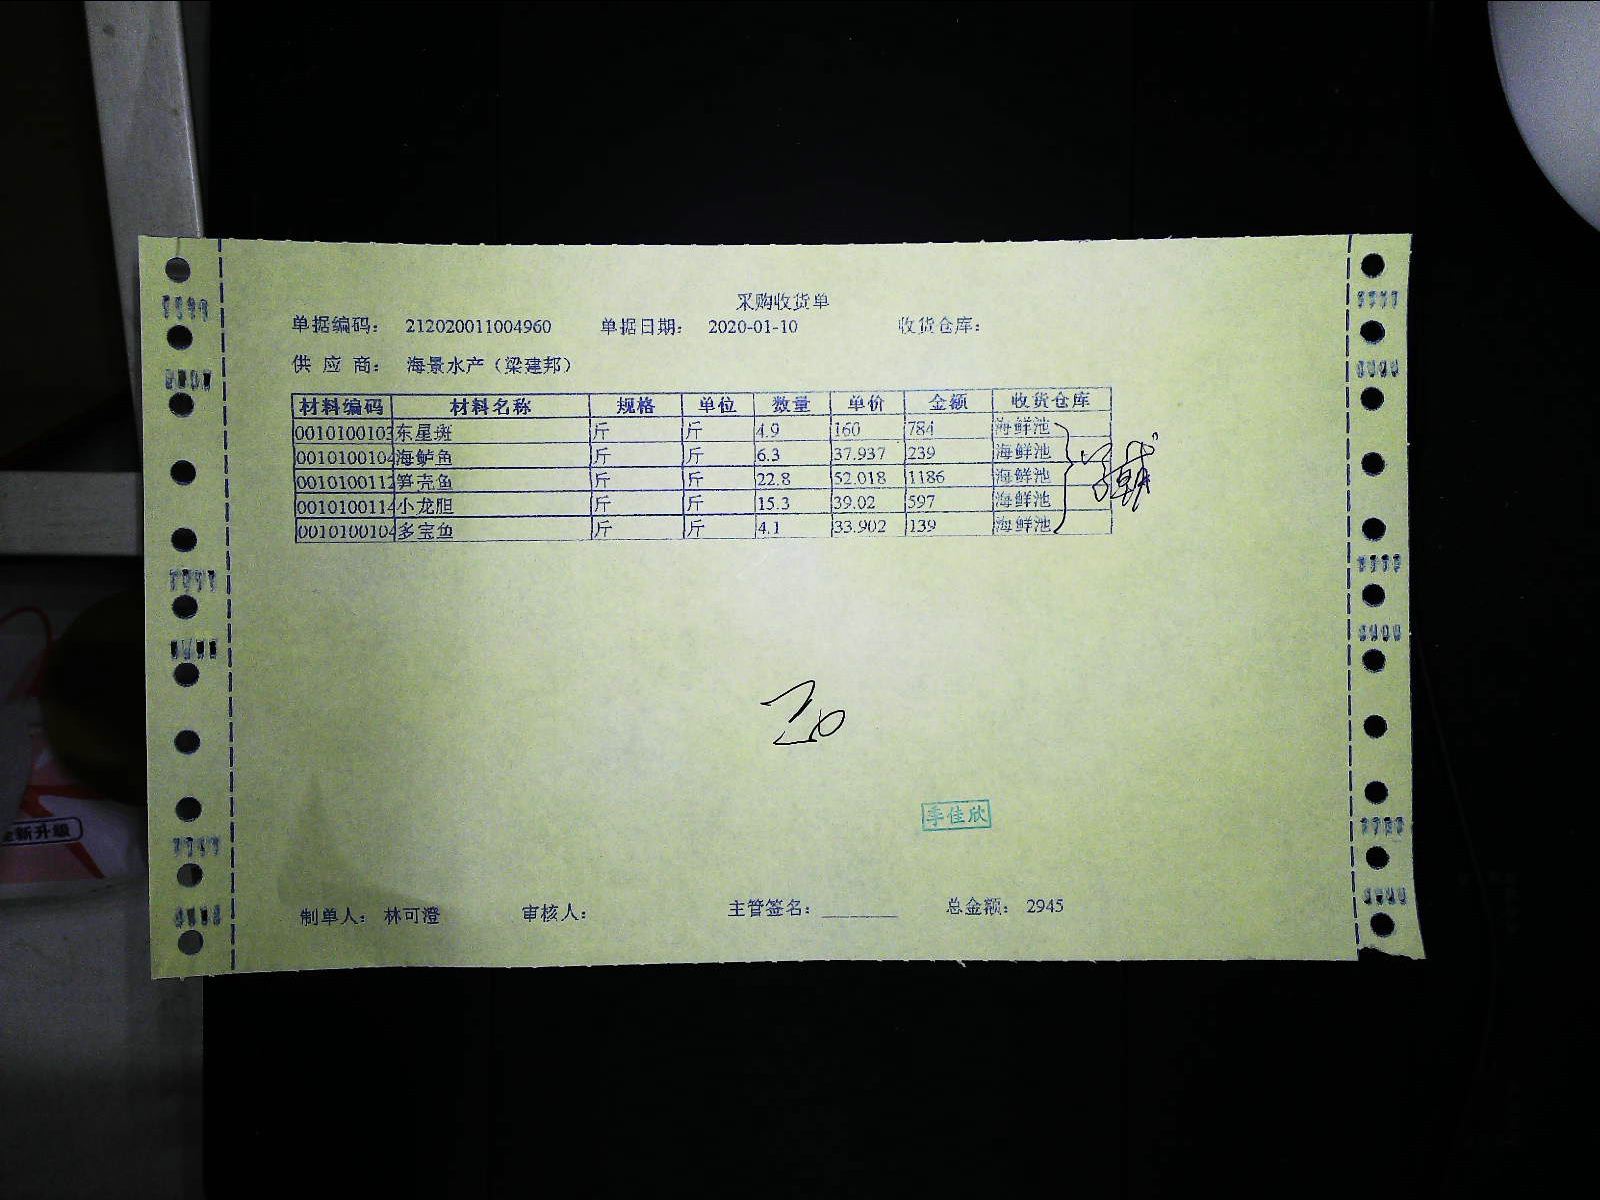 采购收货单
单据编码： 212020011004960 单据日期： 2020-01-10 收货仓库：
供 应 商： 海景水产（梁建邦）
材料编码 材料名称 规格 单位 数量 单价 金额 收货仓库
0010100103 东星斑 斤 斤 4.9 160 784 海鲜池
0010100104 海鲈鱼 斤 斤 6.3 37.937 239 海鲜池
0010100112 笋壳鱼 斤 斤 22.8 52.018 1186 海鲜池
0010100114 小龙胆 斤 斤 15.3 39.02 597 海鲜池
0010100104 多宝鱼 斤 斤 4.1 33.902 139 海鲜池
李佳欣
制单人： 林可澄 审核人： 主管签名：________ 总金额： 2945
全新升级